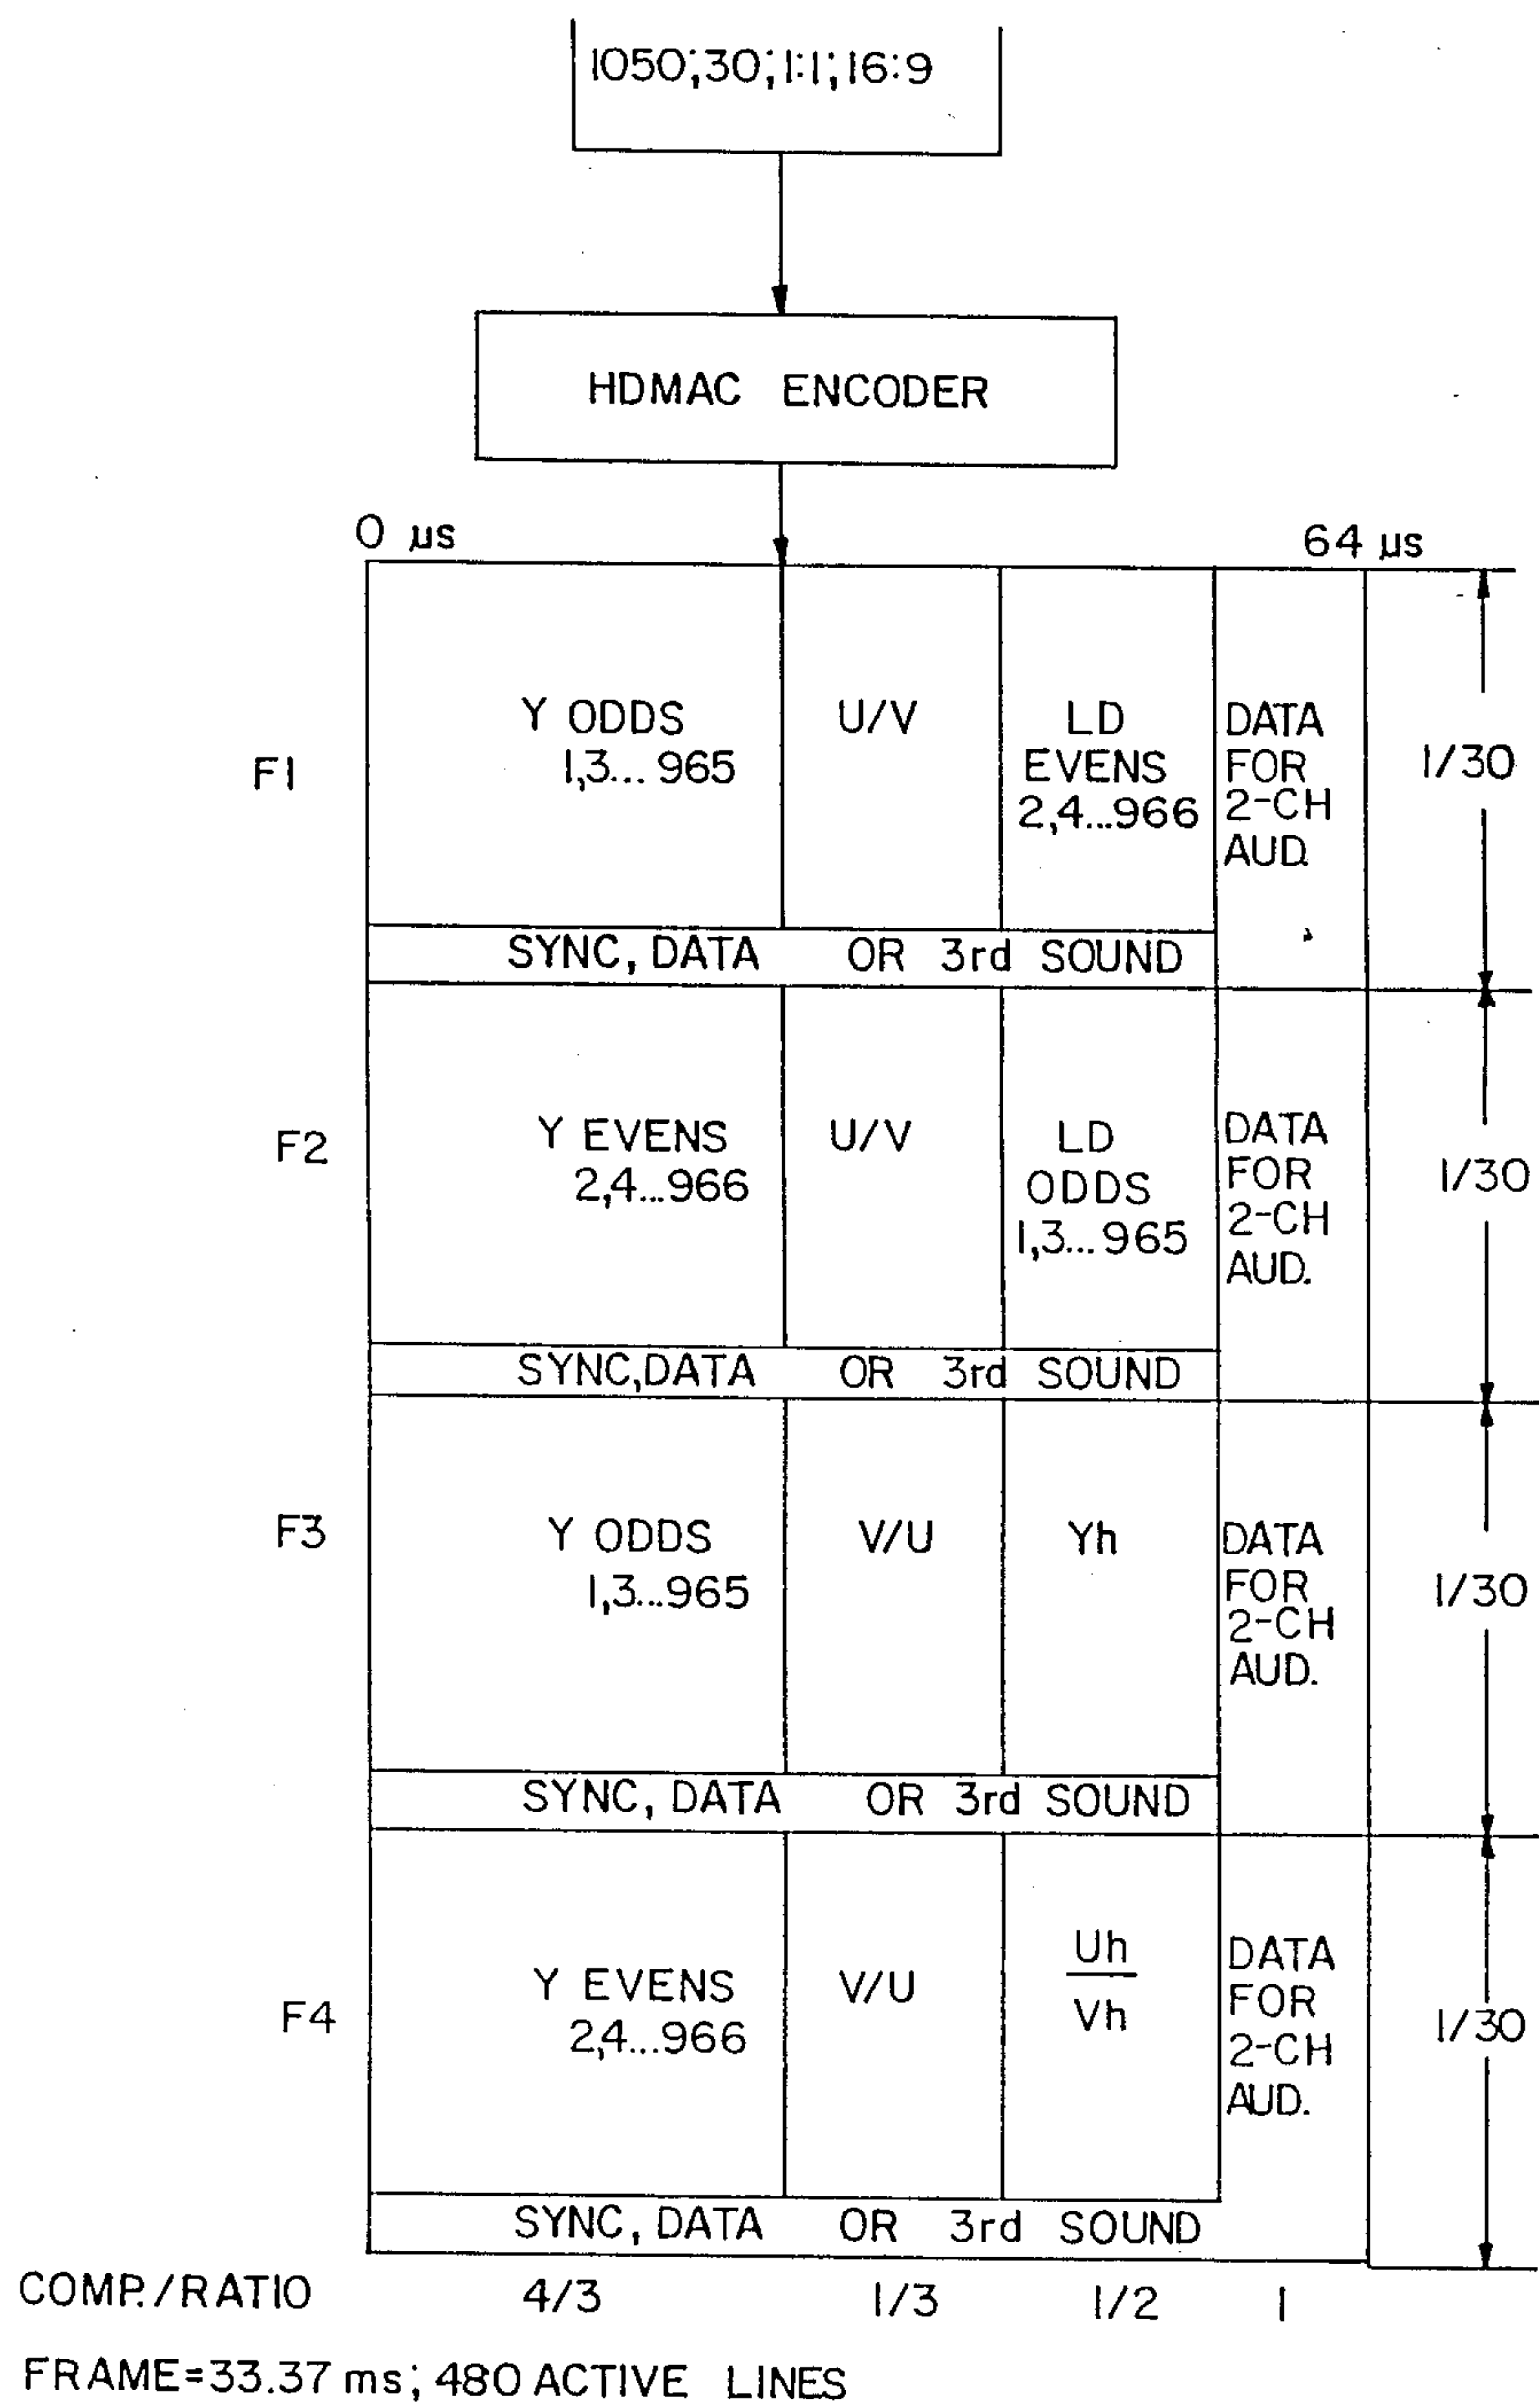 1050;30;1:1;16:9
HDMAC ENCODER
0 µs
64 µs
F1
Y ODDS
1,3...965
U/V
LD
EVENS
2,4...966
DATA
FOR
2-CH
AUD.
1/30
SYNC, DATA OR 3rd SOUND
F2
Y EVENS
2,4...966
U/V
LD
ODDS
1,3...965
DATA
FOR
2-CH
AUD.
1/30
SYNC,DATA OR 3rd SOUND
F3
Y ODDS
1,3...965
V/U
Yh
DATA
FOR
2-CH
AUD.
1/30
SYNC, DATA OR 3rd SOUND
F4
Y EVENS
2,4...966
V/U
Uh
Vh
DATA
FOR
2-CH
AUD.
1/30
SYNC, DATA OR 3rd SOUND
COMP./RATIO 4/3 1/3 1/2 1
FRAME=33.37 ms; 480 ACTIVE LINES